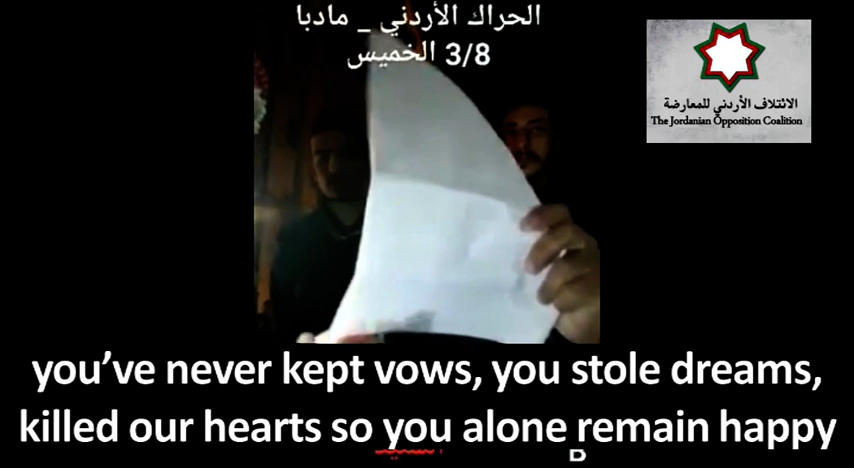 الحراك الأردني _ مادبا
3/8 الخميس
الائتلاف الأردني للمعارضة
The Jordanian Opposition Coalition
you've never kept vows, you stole dreams,
killed our hearts so you alone remain happy
B